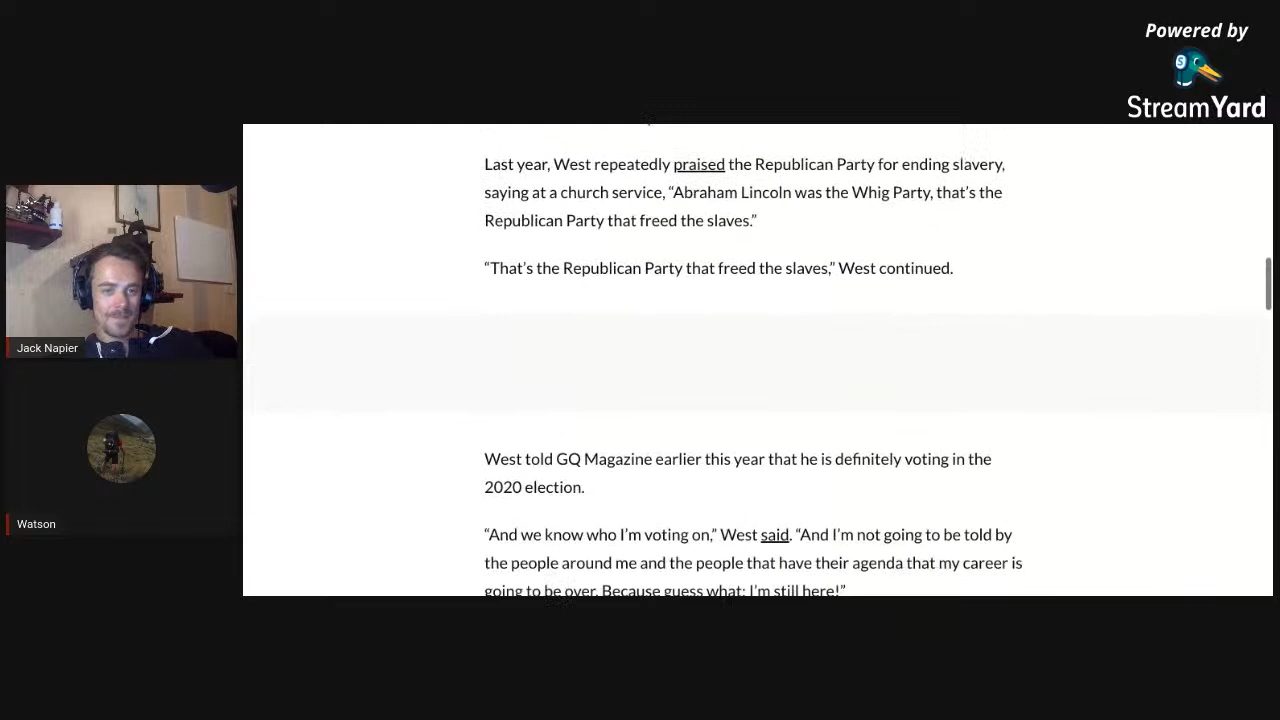 Powered by
StreamYard
Last year, West repeatedly praised the Republican Party for ending slavery,
saying at a church service, “Abraham Lincoln was the Whig Party, that’s the
Republican Party that freed the slaves.”
“That’s the Republican Party that freed the slaves,” West continued.
Jack Napier
West told GQ Magazine earlier this year that he is definitely voting in the
2020 election.
Watson
“And we know who I’m voting on,” West said. “And I’m not going to be told by
the people around me and the people that have their agenda that my career is
going to be over. Because guess what: I’m still here!”